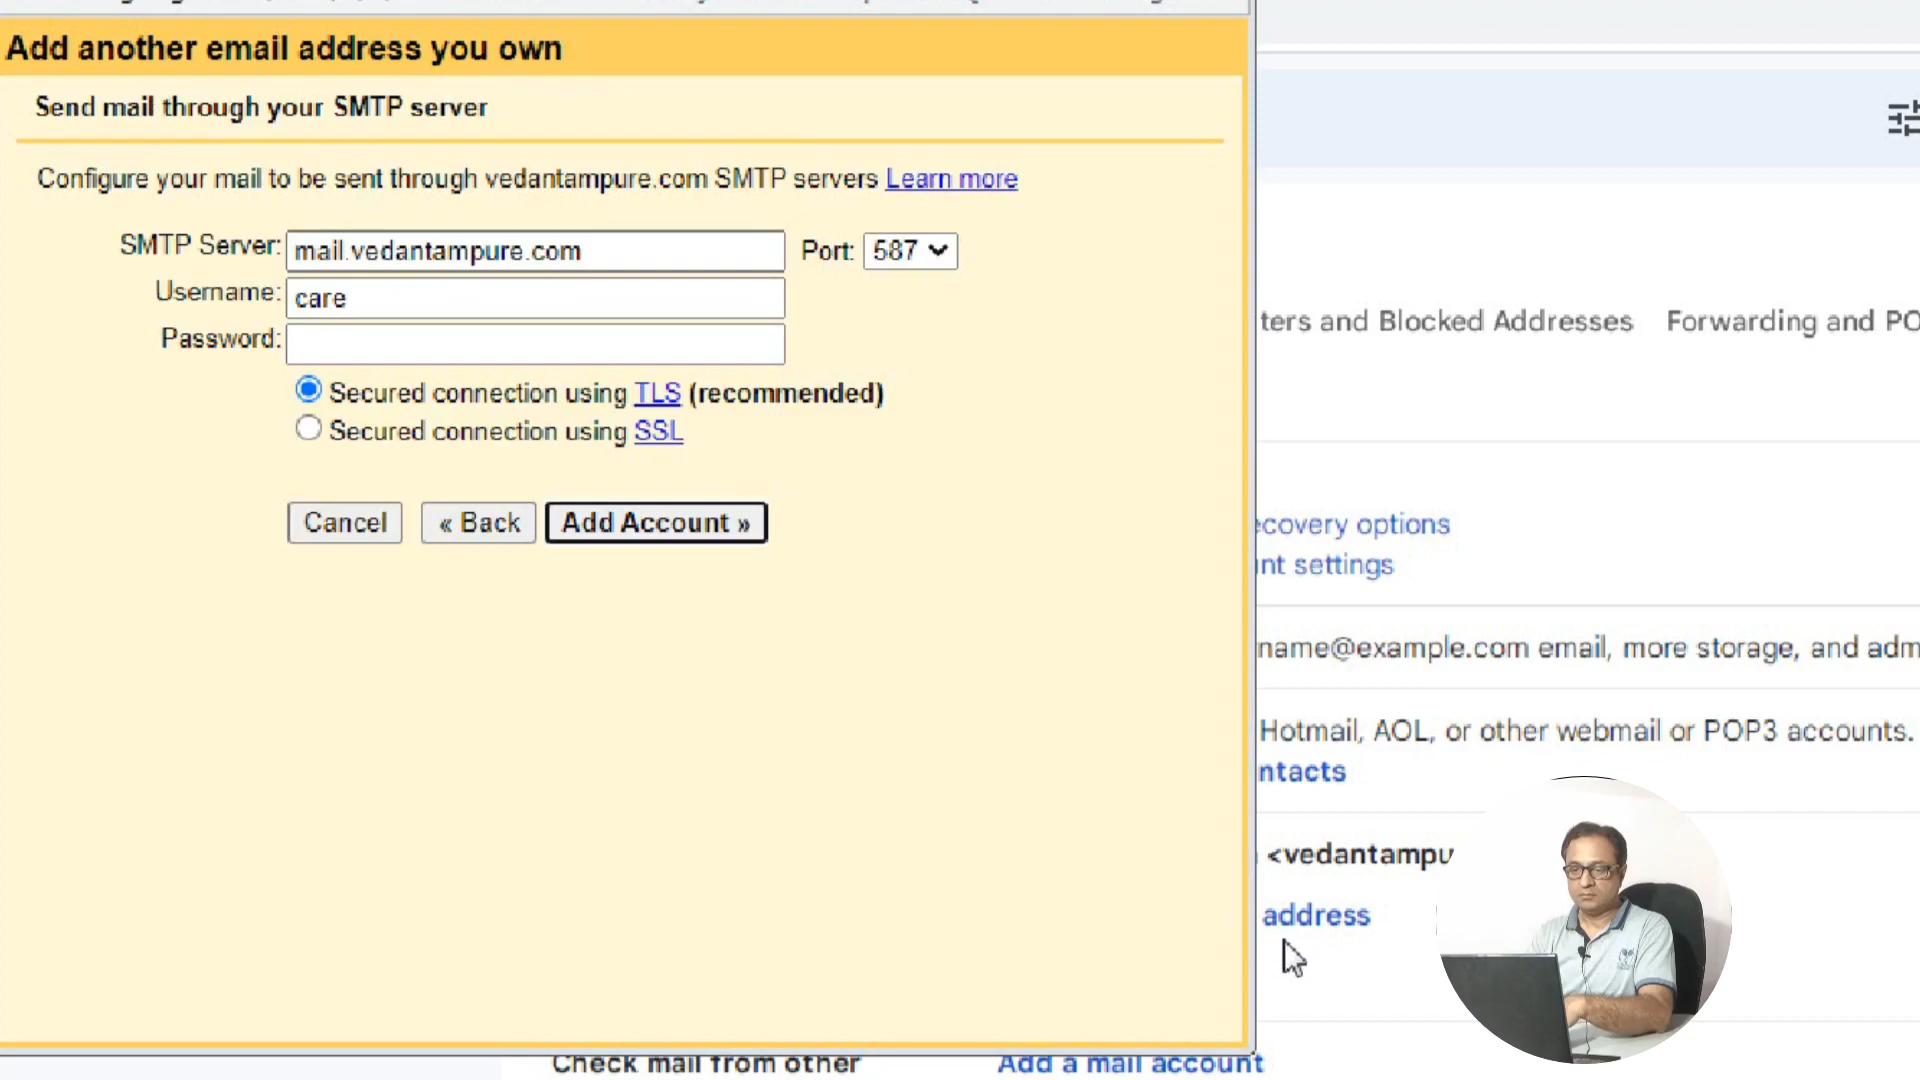 Add another email address you own
Send mail through your SMTP server
Configure your mail to be sent through vedantampure.com SMTP servers Learn more
SMTP Server: mail.vedantampure.com Port: 587
Username: care
Password:
Secured connection using TLS (recommended)
Secured connection using SSL
Cancel « Back Add Account »
ters and Blocked Addresses Forwarding and PO
ecovery options
nt settings
name@example.com email, more storage, and adm
Hotmail, AOL, or other webmail or POP3 accounts.
ntacts
<vedantampu
address
Check mail from other Add a mail account